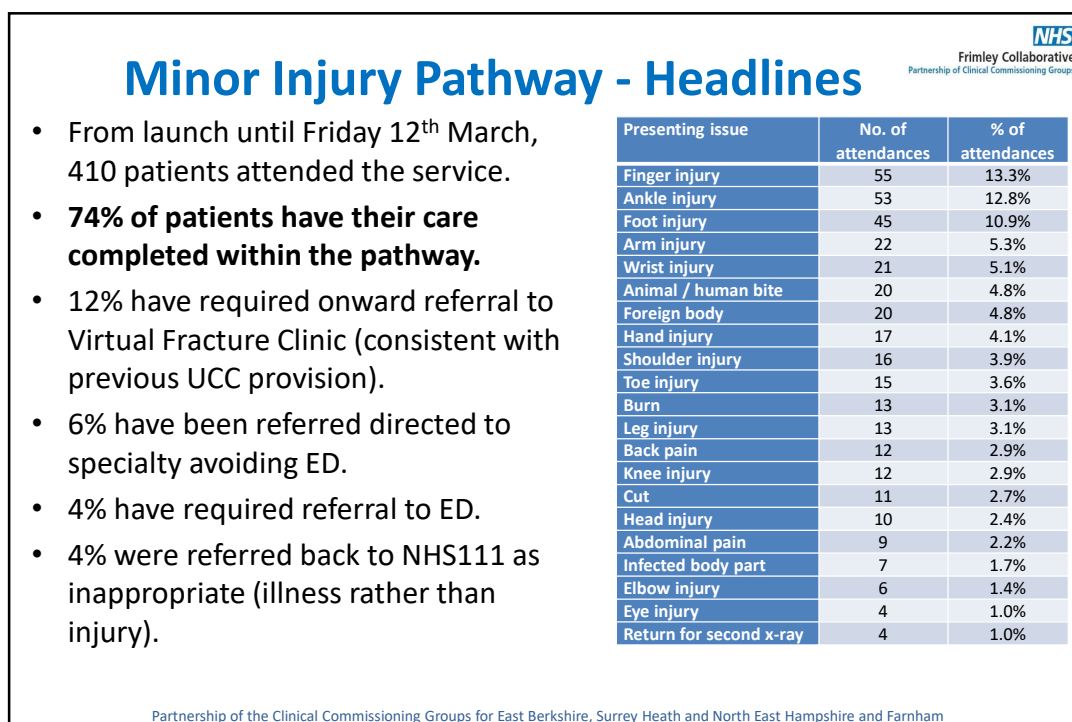 NHS
Frimley Collaborative
Partnership of Clinical Commissioning Groups
Minor Injury Pathway - Headlines
• From launch until Friday 12th March,
410 patients attended the service.
• 74% of patients have their care
completed within the pathway.
• 12% have required onward referral to
Virtual Fracture Clinic (consistent with
previous UCC provision).
• 6% have been referred directed to
specialty avoiding ED.
• 4% have required referral to ED.
• 4% were referred back to NHS111 as
inappropriate (illness rather than
injury).
Presenting issue No. of attendances % of attendances
Finger injury 55 13.3%
Ankle injury 53 12.8%
Foot injury 45 10.9%
Arm injury 22 5.3%
Wrist injury 21 5.1%
Animal / human bite 20 4.8%
Foreign body 20 4.8%
Hand injury 17 4.1%
Shoulder injury 16 3.9%
Toe injury 15 3.6%
Burn 13 3.1%
Leg injury 13 3.1%
Back pain 12 2.9%
Knee injury 12 2.9%
Cut 11 2.7%
Head injury 10 2.4%
Abdominal pain 9 2.2%
Infected body part 7 1.7%
Elbow injury 6 1.4%
Eye injury 4 1.0%
Return for second x-ray 4 1.0%
Partnership of the Clinical Commissioning Groups for East Berkshire, Surrey Heath and North East Hampshire and Farnham